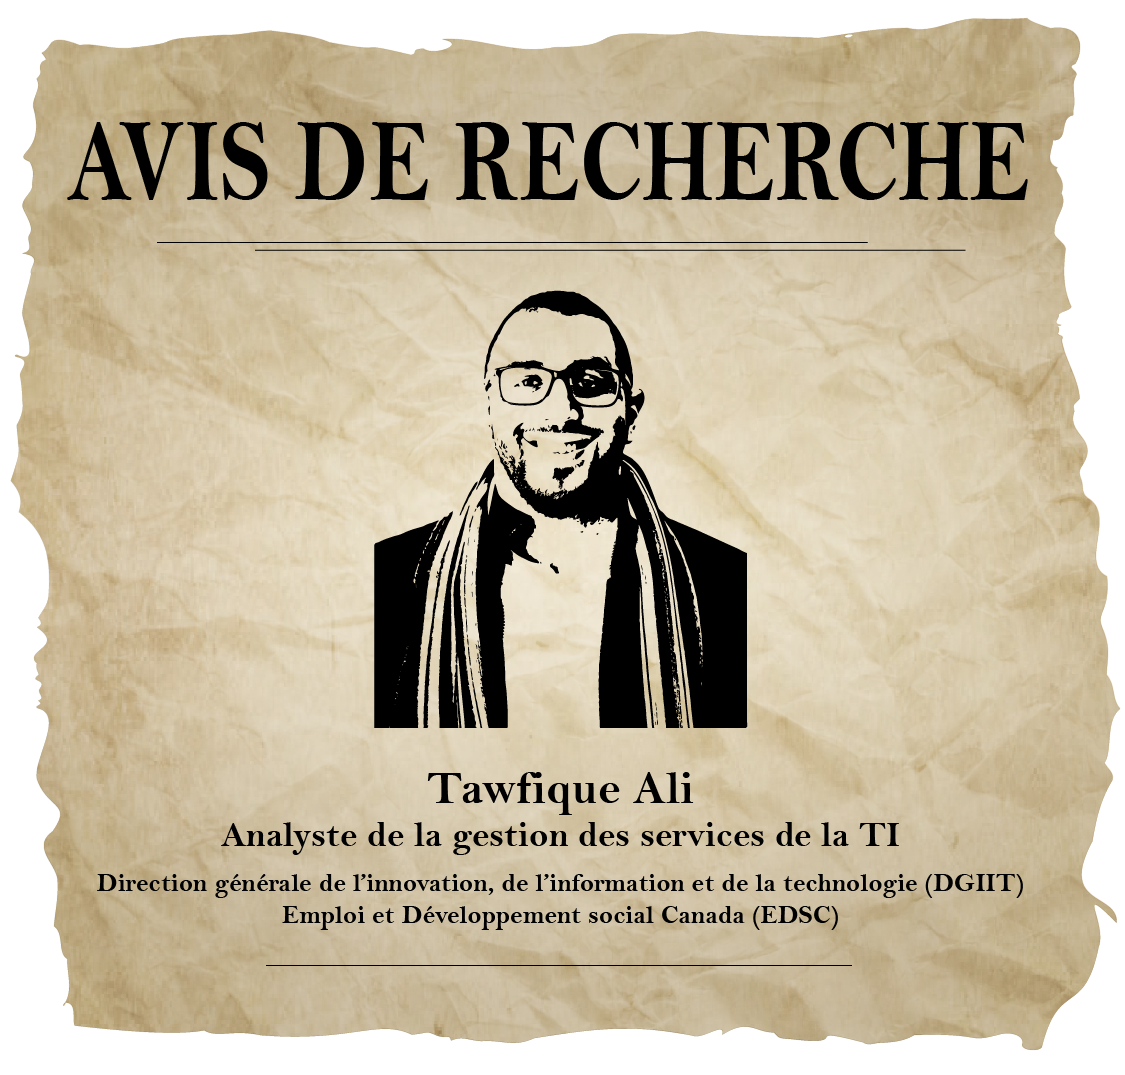 AVIS DE RECHERCHE
Tawfique Ali
Analyste de la gestion des services de la TI
Direction générale de l’innovation, de l’information et de la technologie (DGIIT)
Emploi et Développement social Canada (EDSC)